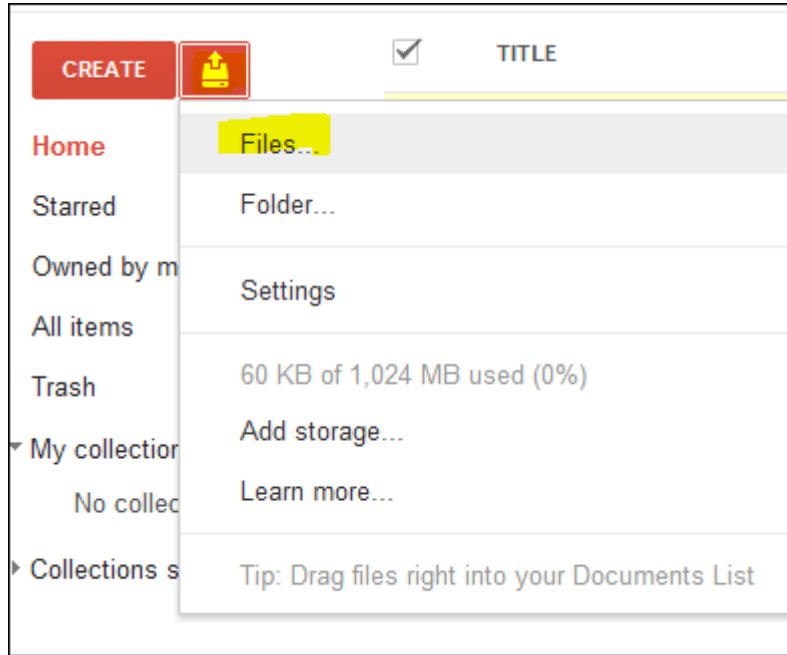 CREATE
TITLE
Home
Starred
Owned by m
All items
Trash
My collection
No collec
Collections s
Files...
Folder...
Settings
60 KB of 1,024 MB used (0%)
Add storage...
Learn more...
Tip: Drag files right into your Documents List